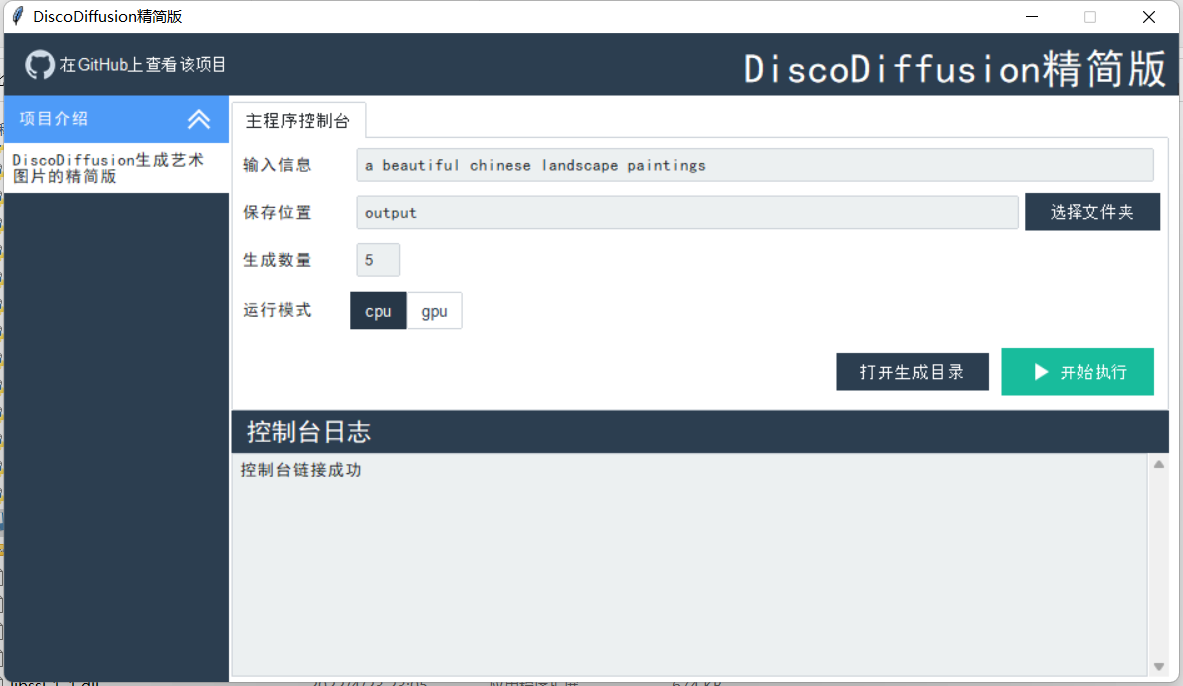 DiscoDiffusion精简版
在GitHub上查看该项目
DiscoDiffusion精简版
项目介绍
DiscoDiffusion生成艺术
图片的精简版
主程序控制台
输入信息
a beautiful chinese landscape paintings
保存位置
output
选择文件夹
生成数量
5
运行模式
cpu
gpu
打开生成目录
开始执行
控制台日志
控制台链接成功